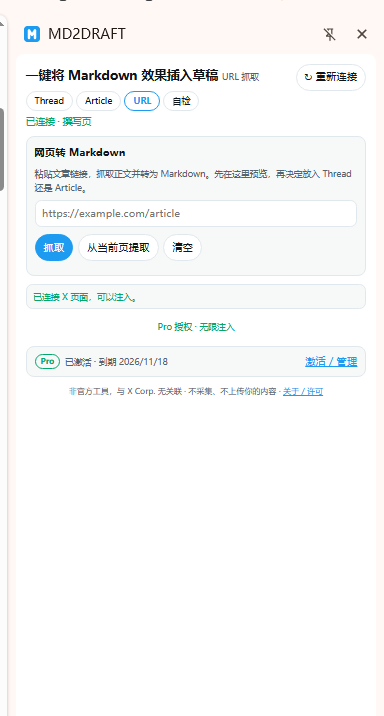 MD2DRAFT
一键将 Markdown 效果插入草稿 URL 抓取
↻ 重新连接
Thread Article URL 自检
已连接 · 撰写页
网页转 Markdown
粘贴文章链接，抓取正文并转为 Markdown。先在这里预览，再决定放入 Thread
还是 Article。
https://example.com/article
抓取 从当前页提取 清空
已连接 X 页面，可以注入。
Pro 授权 · 无限注入
Pro 已激活 · 到期 2026/11/18 激活 / 管理
非官方工具，与 X Corp. 无关联 · 不采集、不上传你的内容 · 关于 / 许可